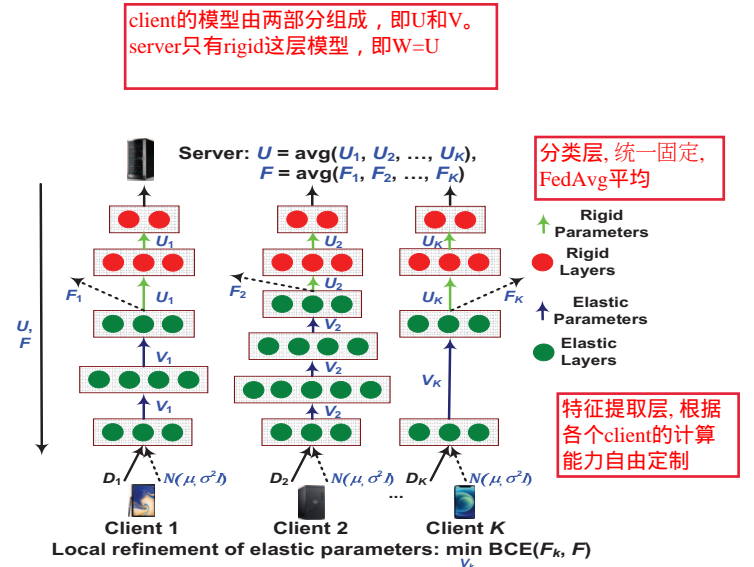 client的模型由两部分组成，即U和V。
server只有rigid这层模型，即W=U
Server: U = avg(U1, U2, ..., UK),
F = avg(F1, F2, ..., FK)
分类层, 统一固定,
FedAvg平均
Rigid
Parameters
Rigid
Layers
Elastic
Parameters
Elastic
Layers
U1
U2
UK
F1
F2
FK
U1
U2
UK
U,
F
V2
V1
V2
VK
V1
V2
特征提取层, 根据
各个client的计算
能力自由定制
D1 N(μ, σ²I) D2 N(μ, σ²I) DK N(μ, σ²I)
...
Client 1 Client 2 Client K
Local refinement of elastic parameters: min BCE(Fk, F)
Vk